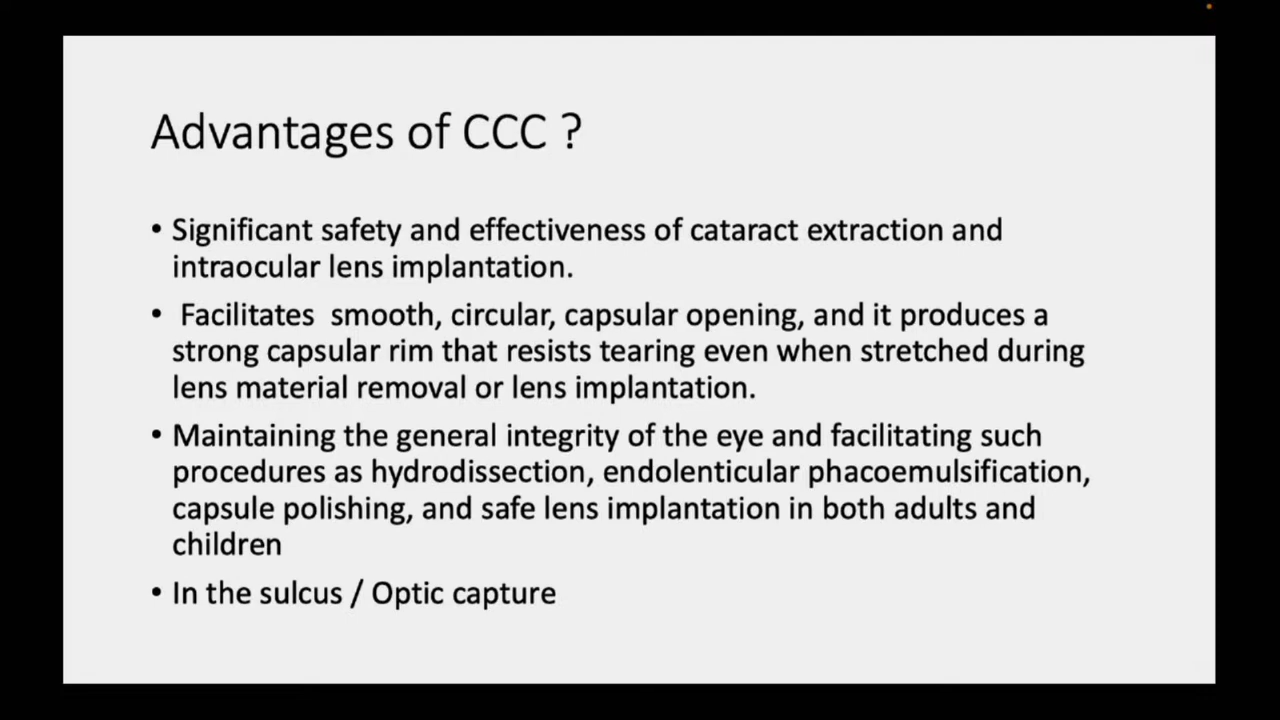 Advantages of CCC ?
• Significant safety and effectiveness of cataract extraction and
intraocular lens implantation.
•  Facilitates  smooth, circular, capsular opening, and it produces a
strong capsular rim that resists tearing even when stretched during
lens material removal or lens implantation.
• Maintaining the general integrity of the eye and facilitating such
procedures as hydrodissection, endolenticular phacoemulsification,
capsule polishing, and safe lens implantation in both adults and
children
• In the sulcus / Optic capture